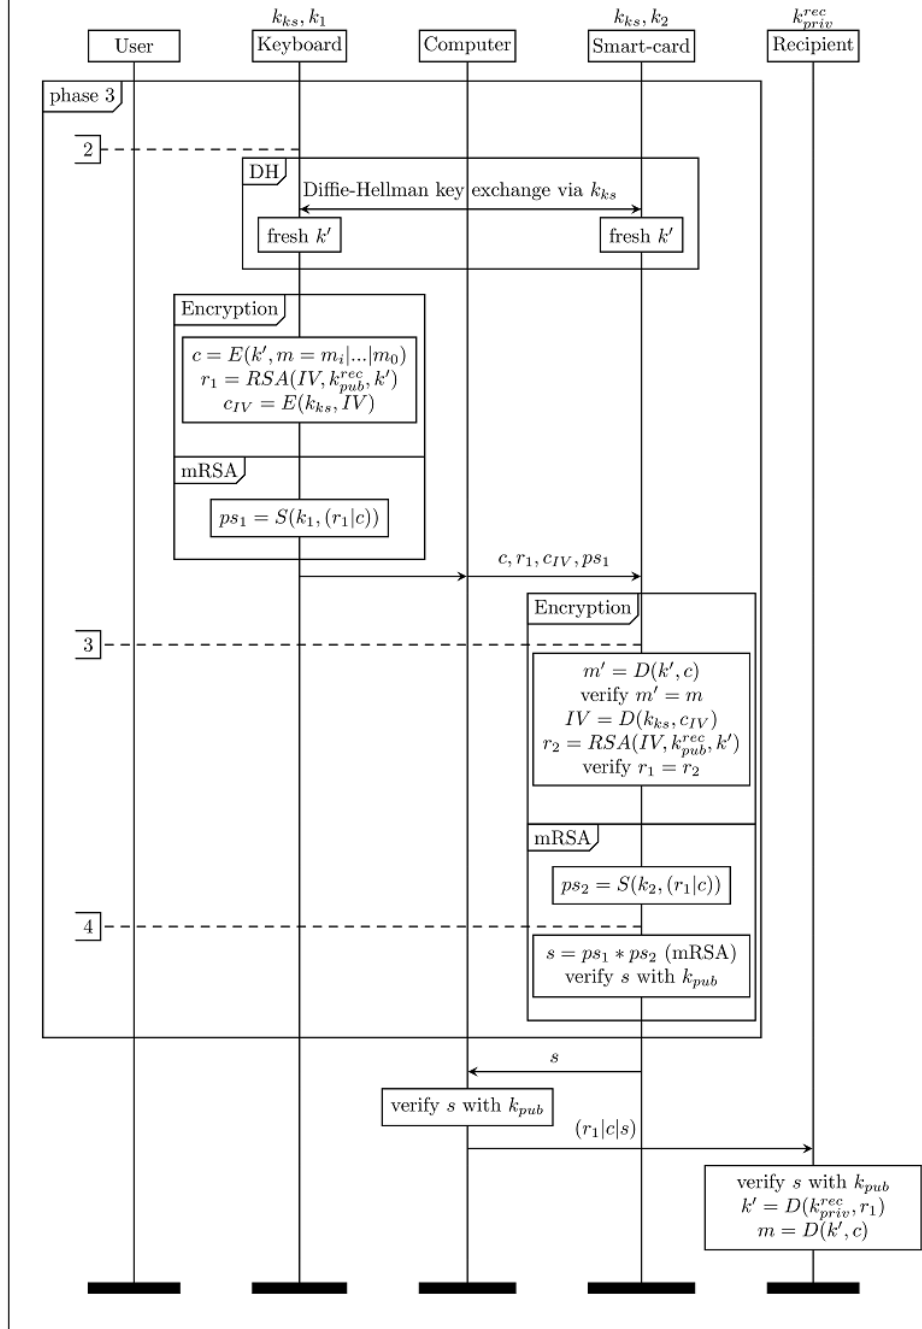 k_{ks}, k_1
k_{ks}, k_2
k_{priv}^{rec}
User
Keyboard
Computer
Smart-card
Recipient
phase 3
2
DH
Diffie-Hellman key exchange via k_{ks}
fresh k'
fresh k'
Encryption
c = E(k', m = m_i|...|m_0)
r_1 = RSA(IV, k_{pub}^{rec}, k')
c_{IV} = E(k_{ks}, IV)
mRSA
ps_1 = S(k_1, (r_1|c))
c, r_1, c_{IV}, ps_1
Encryption
3
m' = D(k', c)
verify m' = m
IV = D(k_{ks}, c_{IV})
r_2 = RSA(IV, k_{pub}^{rec}, k')
verify r_1 = r_2
mRSA
ps_2 = S(k_2, (r_1|c))
4
s = ps_1 * ps_2 (mRSA)
verify s with k_{pub}
s
verify s with k_{pub}
(r_1|c|s)
verify s with k_{pub}
k' = D(k_{priv}^{rec}, r_1)
m = D(k', c)